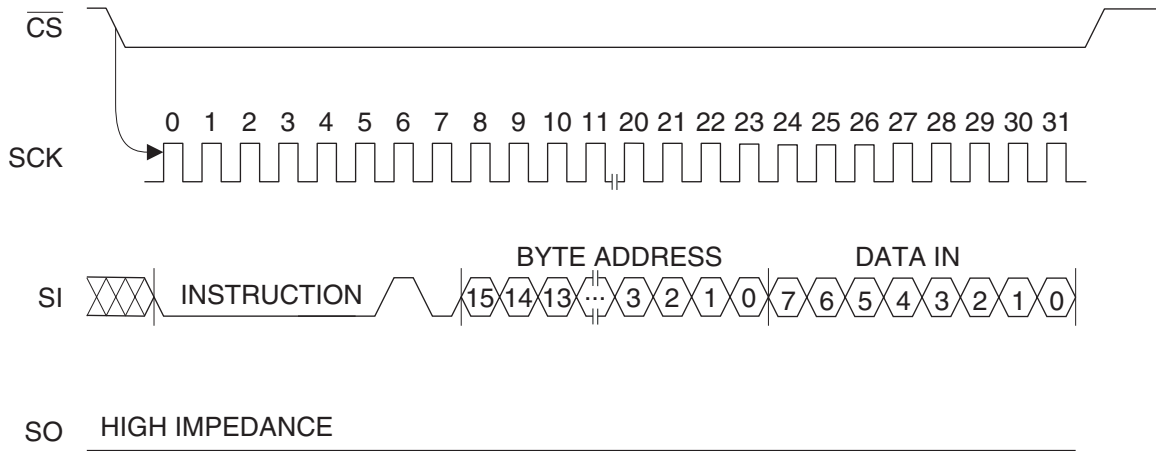 CS
0 1 2 3 4 5 6 7 8 9 10 11 20 21 22 23 24 25 26 27 28 29 30 31
SCK
BYTE ADDRESS DATA IN
SI INSTRUCTION 15 14 13 ... 3 2 1 0 7 6 5 4 3 2 1 0
SO HIGH IMPEDANCE